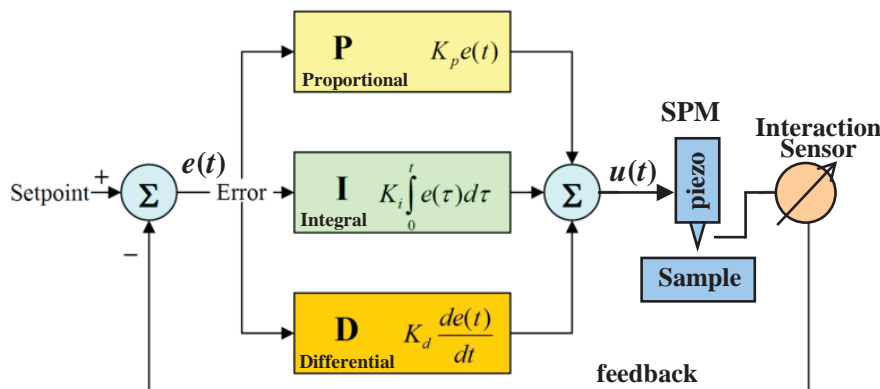 P K_p e(t)
Proportional
SPM
Interaction
Sensor
Setpoint
+
Σ
e(t)
Error
I K_i ∫_0^t e(τ)dτ
Integral
Σ
u(t)
piezo
−
Sample
D K_d de(t)/dt
Differential
feedback